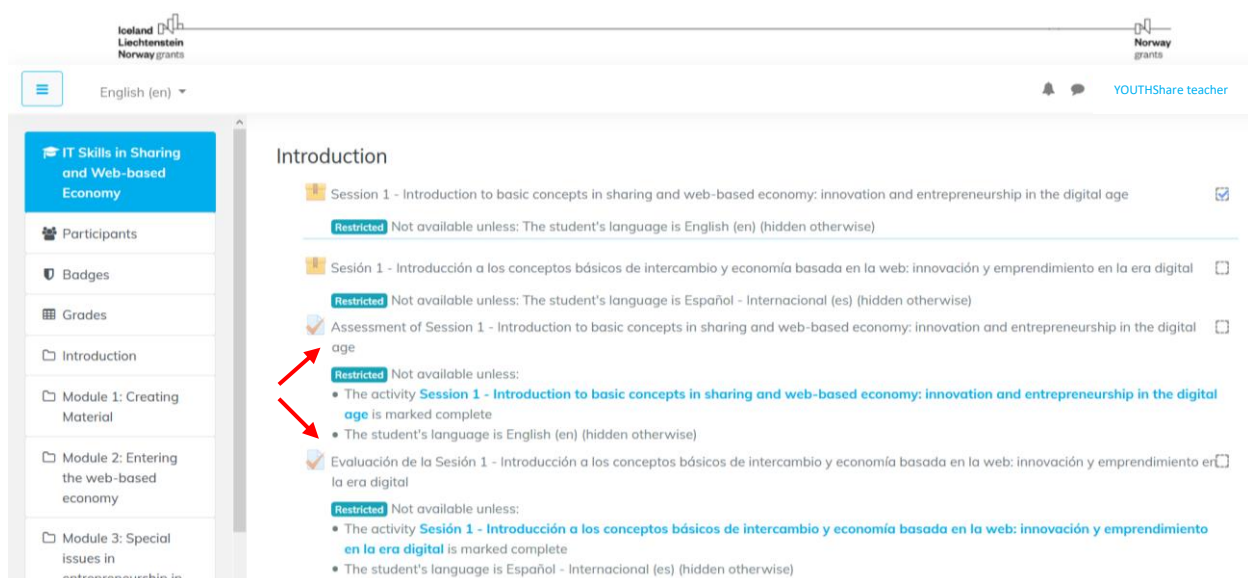 Iceland
Liechtenstein
Norway grants
Norway
grants
English (en)
YOUTHShare teacher
IT Skills in Sharing
and Web-based
Economy
Participants
Badges
Grades
Introduction
Module 1: Creating
Material
Module 2: Entering
the web-based
economy
Module 3: Special
issues in
entrepreneurship in
Introduction
Session 1 - Introduction to basic concepts in sharing and web-based economy: innovation and entrepreneurship in the digital age
Restricted Not available unless: The student's language is English (en) (hidden otherwise)
Sesión 1 - Introducción a los conceptos básicos de intercambio y economía basada en la web: innovación y emprendimiento en la era digital
Restricted Not available unless: The student's language is Español - Internacional (es) (hidden otherwise)
Assessment of Session 1 - Introduction to basic concepts in sharing and web-based economy: innovation and entrepreneurship in the digital
age
Restricted Not available unless:
• The activity Session 1 - Introduction to basic concepts in sharing and web-based economy: innovation and entrepreneurship in the digital
age is marked complete
• The student's language is English (en) (hidden otherwise)
Evaluación de la Sesión 1 - Introducción a los conceptos básicos de intercambio y economía basada en la web: innovación y emprendimiento en
la era digital
Restricted Not available unless:
• The activity Sesión 1 - Introducción a los conceptos básicos de intercambio y economía basada en la web: innovación y emprendimiento
en la era digital is marked complete
• The student's language is Español - Internacional (es) (hidden otherwise)